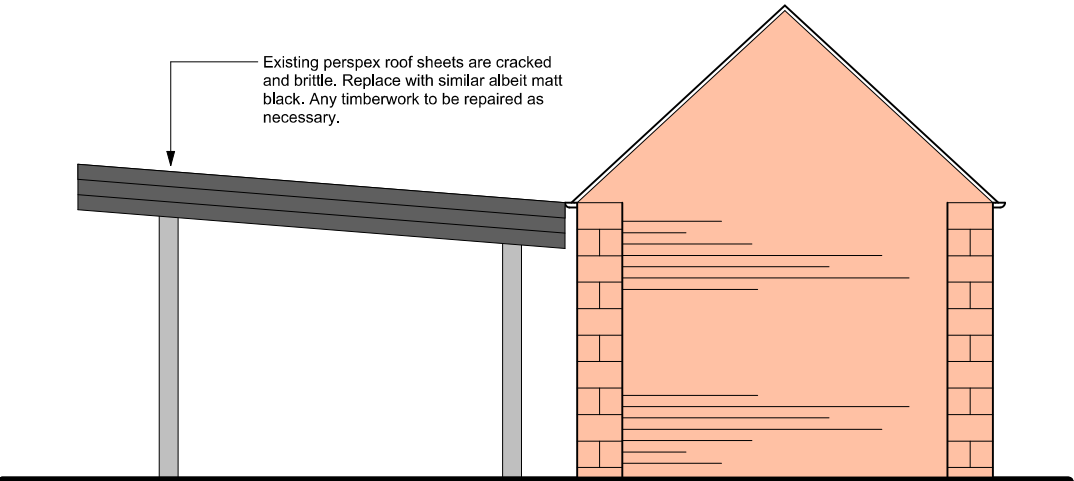 Existing perspex roof sheets are cracked
and brittle. Replace with similar albeit matt
black. Any timberwork to be repaired as
necessary.